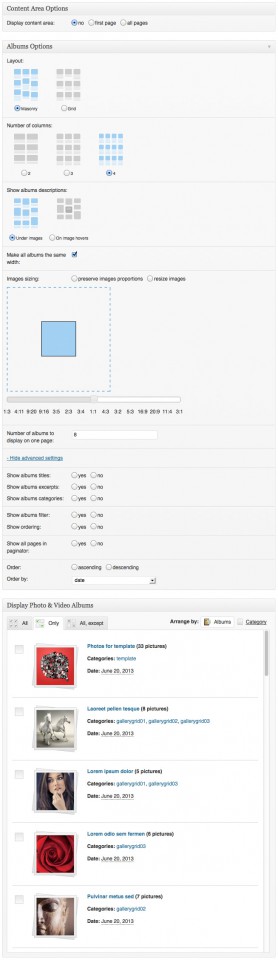 Content Area Options
Display content area: no first page all pages
Albums Options
Layout:
Masonry Grid
Number of columns:
2 3 4
Show albums descriptions:
Under images On image hovers
Make all albums the same
width:
Images sizing: preserve images proportions resize images
1:3 4:11 9:20 9:16 3:5 2:3 3:4 1:1 4:3 3:2 5:3 16:9 20:9 11:4 3:1
Number of albums to
display on one page: 8
- Hide advanced settings
Show albums titles: yes no
Show albums excerpts: yes no
Show albums categories: yes no
Show albums filter: yes no
Show ordering: yes no
Show all pages in
paginator: yes no
Order: ascending descending
Order by: date
Display Photo & Video Albums
All Only All, except Arrange by: Albums Category
Photos for template (33 pictures)
Categories: template
Date: June 20, 2013
Laoreet pellen tesque (9 pictures)
Categories: gallerygrid01, gallerygrid02, gallerygrid03
Date: June 20, 2013
Lorem ipsum dolor (5 pictures)
Categories: gallerygrid01, gallerygrid03
Date: June 20, 2013
Lorem odio sem fermen (6 pictures)
Categories: gallerygrid03
Date: June 20, 2013
Pulvinar metus sed (7 pictures)
Categories: gallerygrid02
Date: June 20, 2013